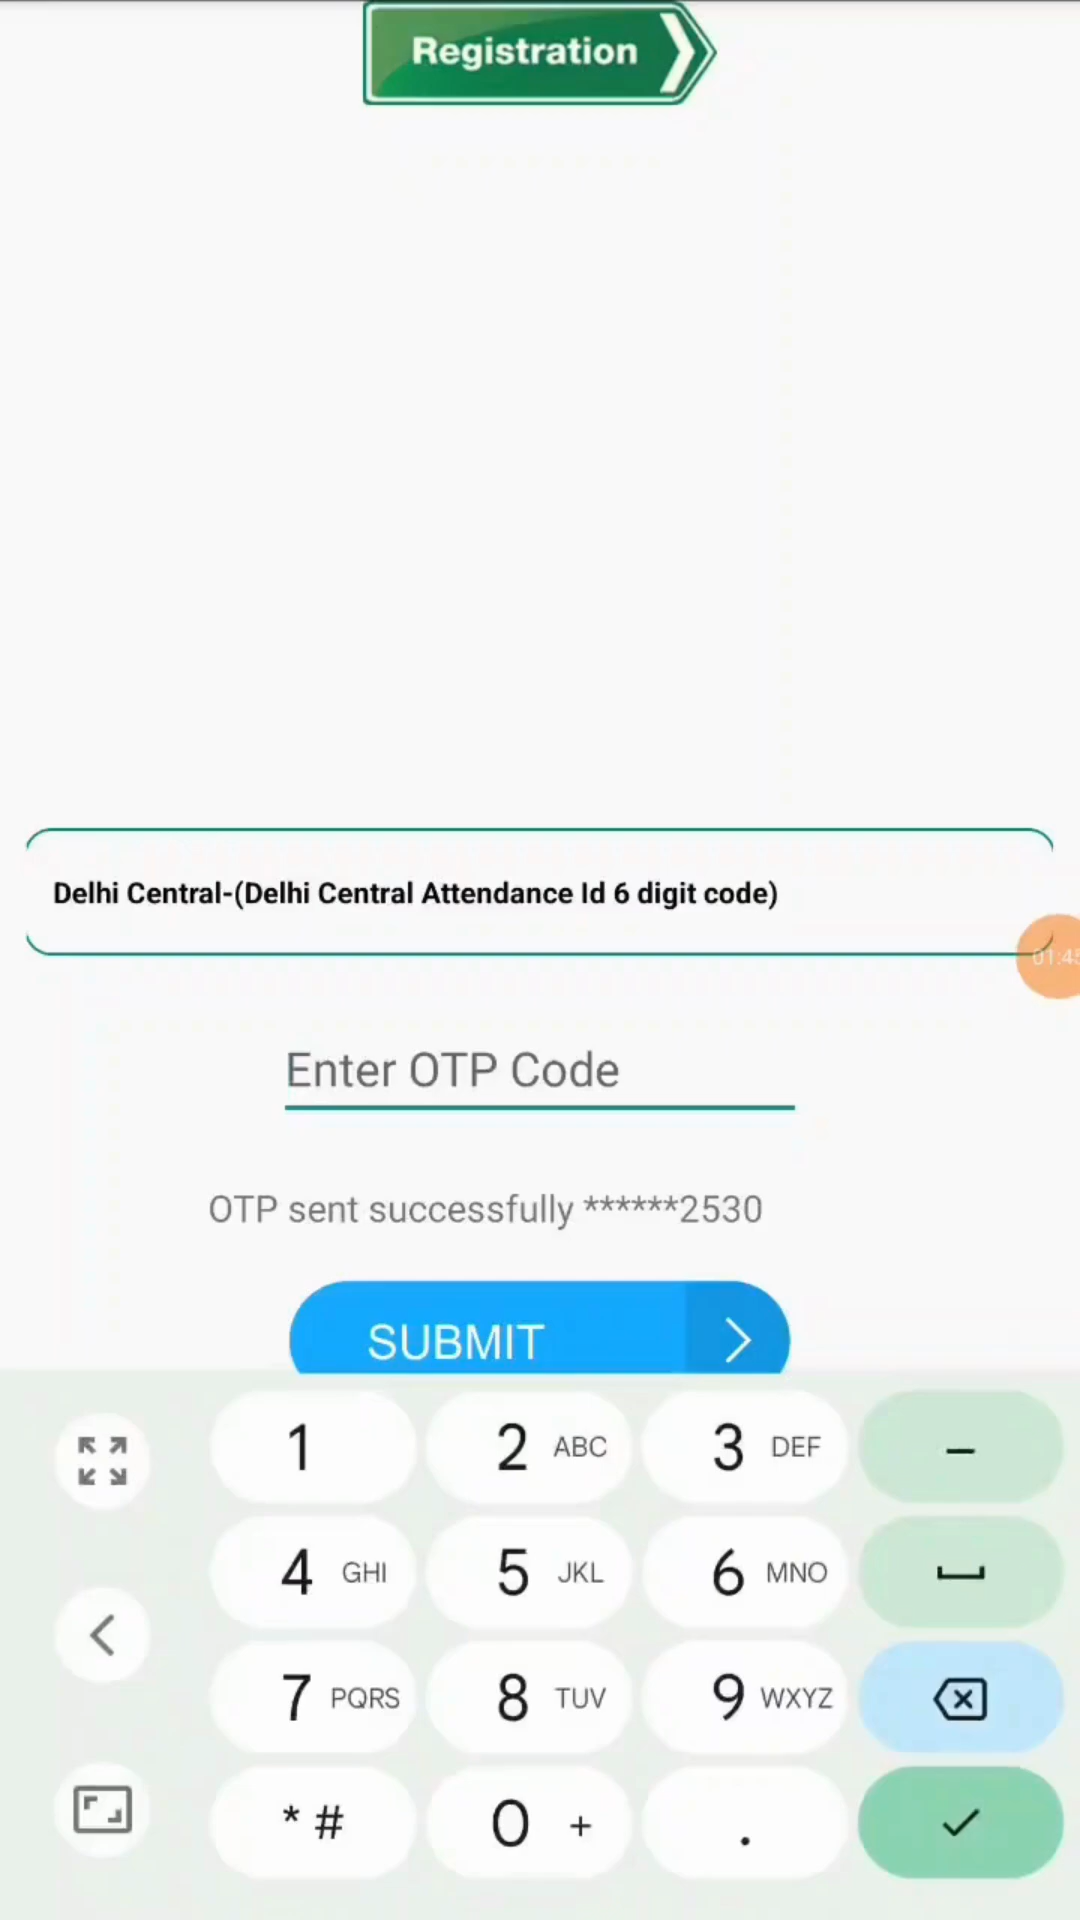 Registration
Delhi Central-(Delhi Central Attendance Id 6 digit code)
Enter OTP Code
OTP sent successfully ******2530
SUBMIT
1 2 ABC 3 DEF –
4 GHI 5 JKL 6 MNO
7 PQRS 8 TUV 9 WXYZ
* # 0 + .